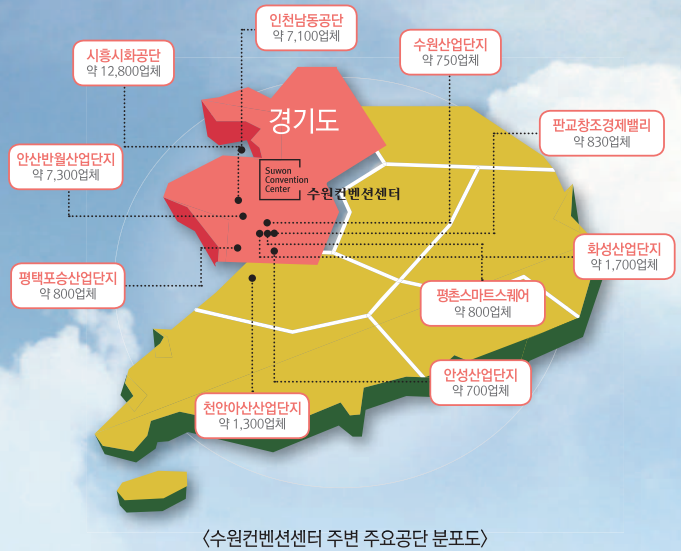 인천남동공단
약 7,100업체
시흥시화공단
약 12,800업체
수원산업단지
약 750업체
경기도
판교창조경제밸리
약 830업체
안산반월산업단지
약 7,300업체
Suwon
Convention
Center
수원컨벤션센터
화성산업단지
약 1,700업체
평택포승산업단지
약 800업체
평촌스마트스퀘어
약 800업체
안성산업단지
약 700업체
천안아산산업단지
약 1,300업체
〈수원컨벤션센터 주변 주요공단 분포도〉